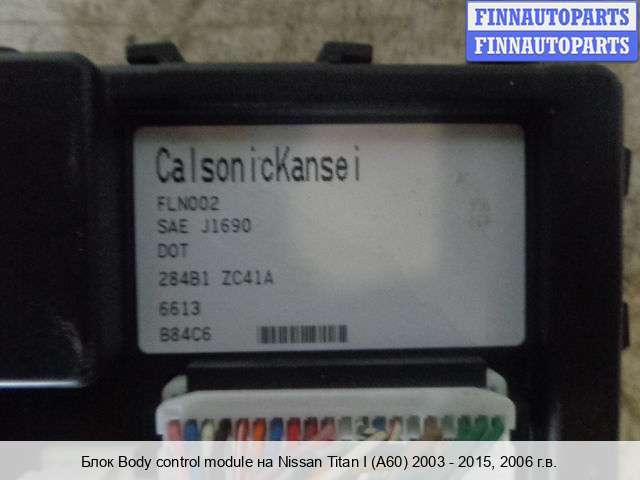 FINNAUTOPARTS
FINNAUTOPARTS
CalsonicKansei
FLN002
SAE J1690
DOT
284B1 ZC41A
6613
B84C6
Блок Body control module на Nissan Titan I (A60) 2003 - 2015, 2006 г.в.